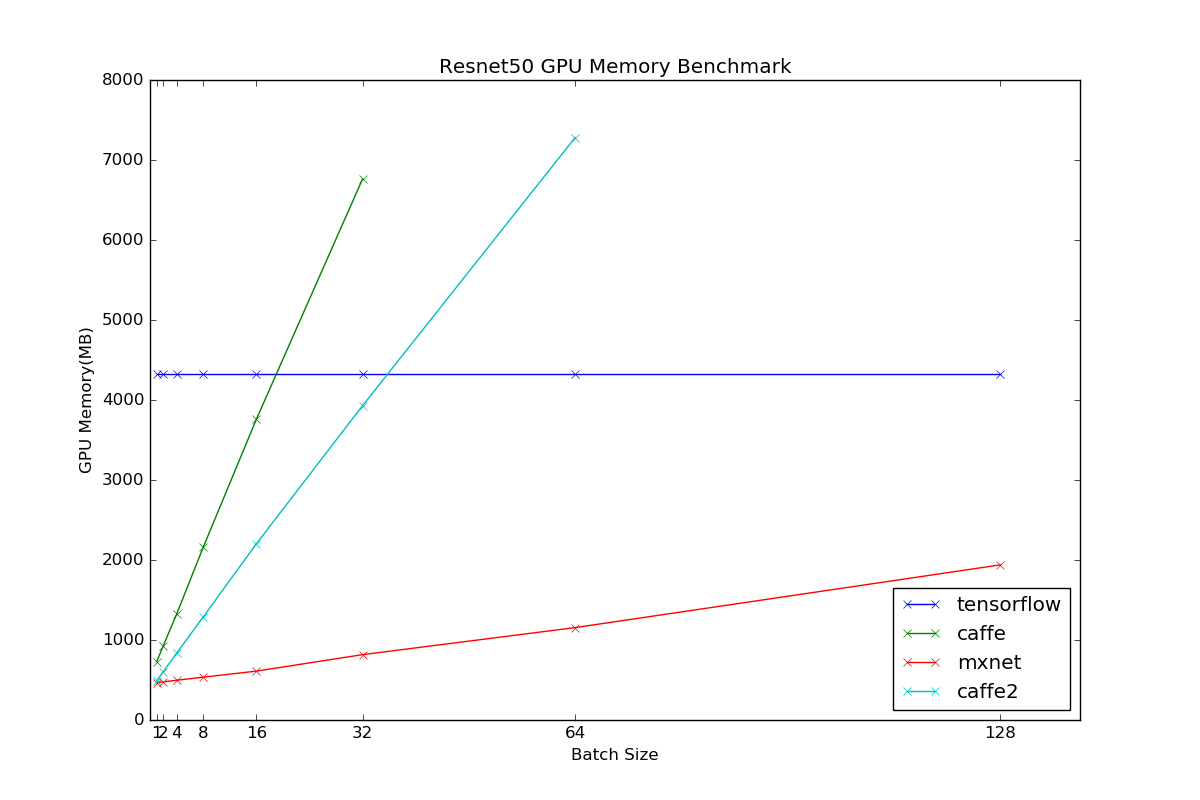 Resnet50 GPU Memory Benchmark
8000
7000
6000
5000
4000
3000
2000
1000
0
GPU Memory(MB)
1 2 4 8 16 32 64 128
Batch Size
tensorflow
caffe
mxnet
caffe2